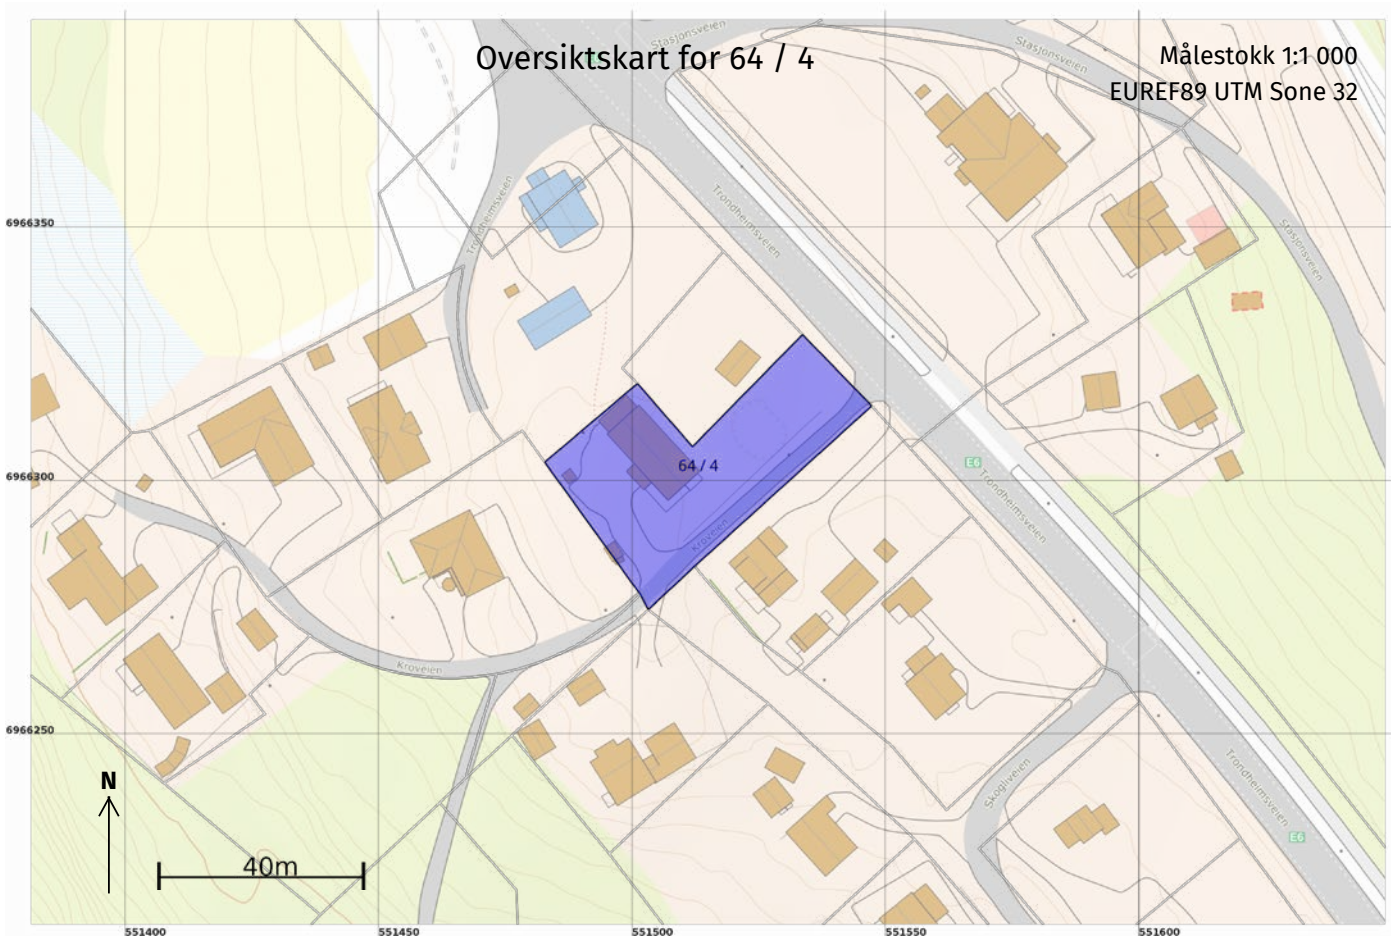 Oversiktskart for 64 / 4
Målestokk 1:1 000
EUREF89 UTM Sone 32
Stasjonsveien
Stasjonsveien
Trondheimsveien
Trondheimsveien
Stasjonsveien
6966350
64 / 4
E6
6966300
Trondheimsveien
Kroveien
Kroveien
6966250
Skogliveien
Trondheimsveien
E6
N
40m
551400
551450
551500
551550
551600